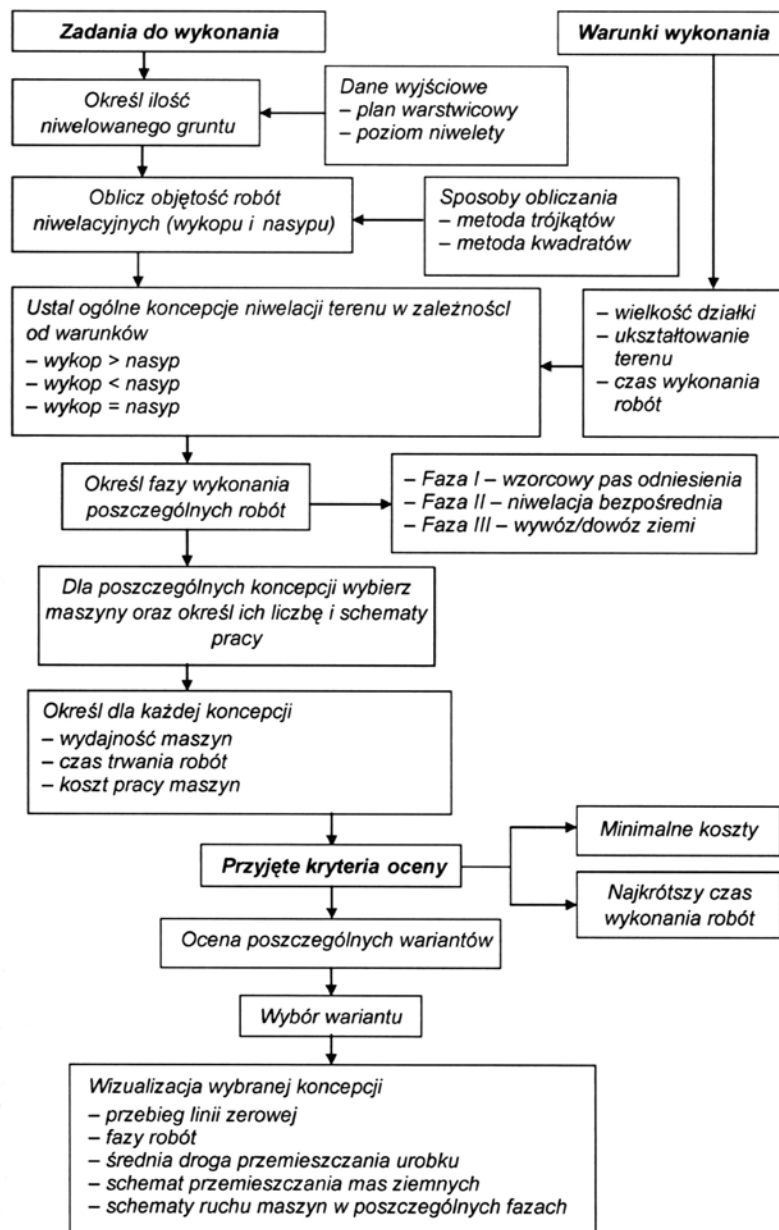 Zadania do wykonania
Warunki wykonania
Określ ilość
niwelowanego gruntu
Dane wyjściowe
– plan warstwicowy
– poziom niwelety
Oblicz objętość robót
niwelacyjnych (wykopu i nasypu)
Sposoby obliczania
– metoda trójkątów
– metoda kwadratów
Ustal ogólne koncepcje niwelacji terenu w zależności
od warunków
– wykop > nasyp
– wykop < nasyp
– wykop = nasyp
– wielkość działki
– ukształtowanie
terenu
– czas wykonania
robót
Określ fazy wykonania
poszczególnych robót
– Faza I – wzorcowy pas odniesienia
– Faza II – niwelacja bezpośrednia
– Faza III – wywóz/dowóz ziemi
Dla poszczególnych koncepcji wybierz
maszyny oraz określ ich liczbę i schematy
pracy
Określ dla każdej koncepcji
– wydajność maszyn
– czas trwania robót
– koszt pracy maszyn
Przyjęte kryteria oceny
Minimalne koszty
Najkrótszy czas
wykonania robót
Ocena poszczególnych wariantów
Wybór wariantu
Wizualizacja wybranej koncepcji
– przebieg linii zerowej
– fazy robót
– średnia droga przemieszczania urobku
– schemat przemieszczania mas ziemnych
– schematy ruchu maszyn w poszczególnych fazach